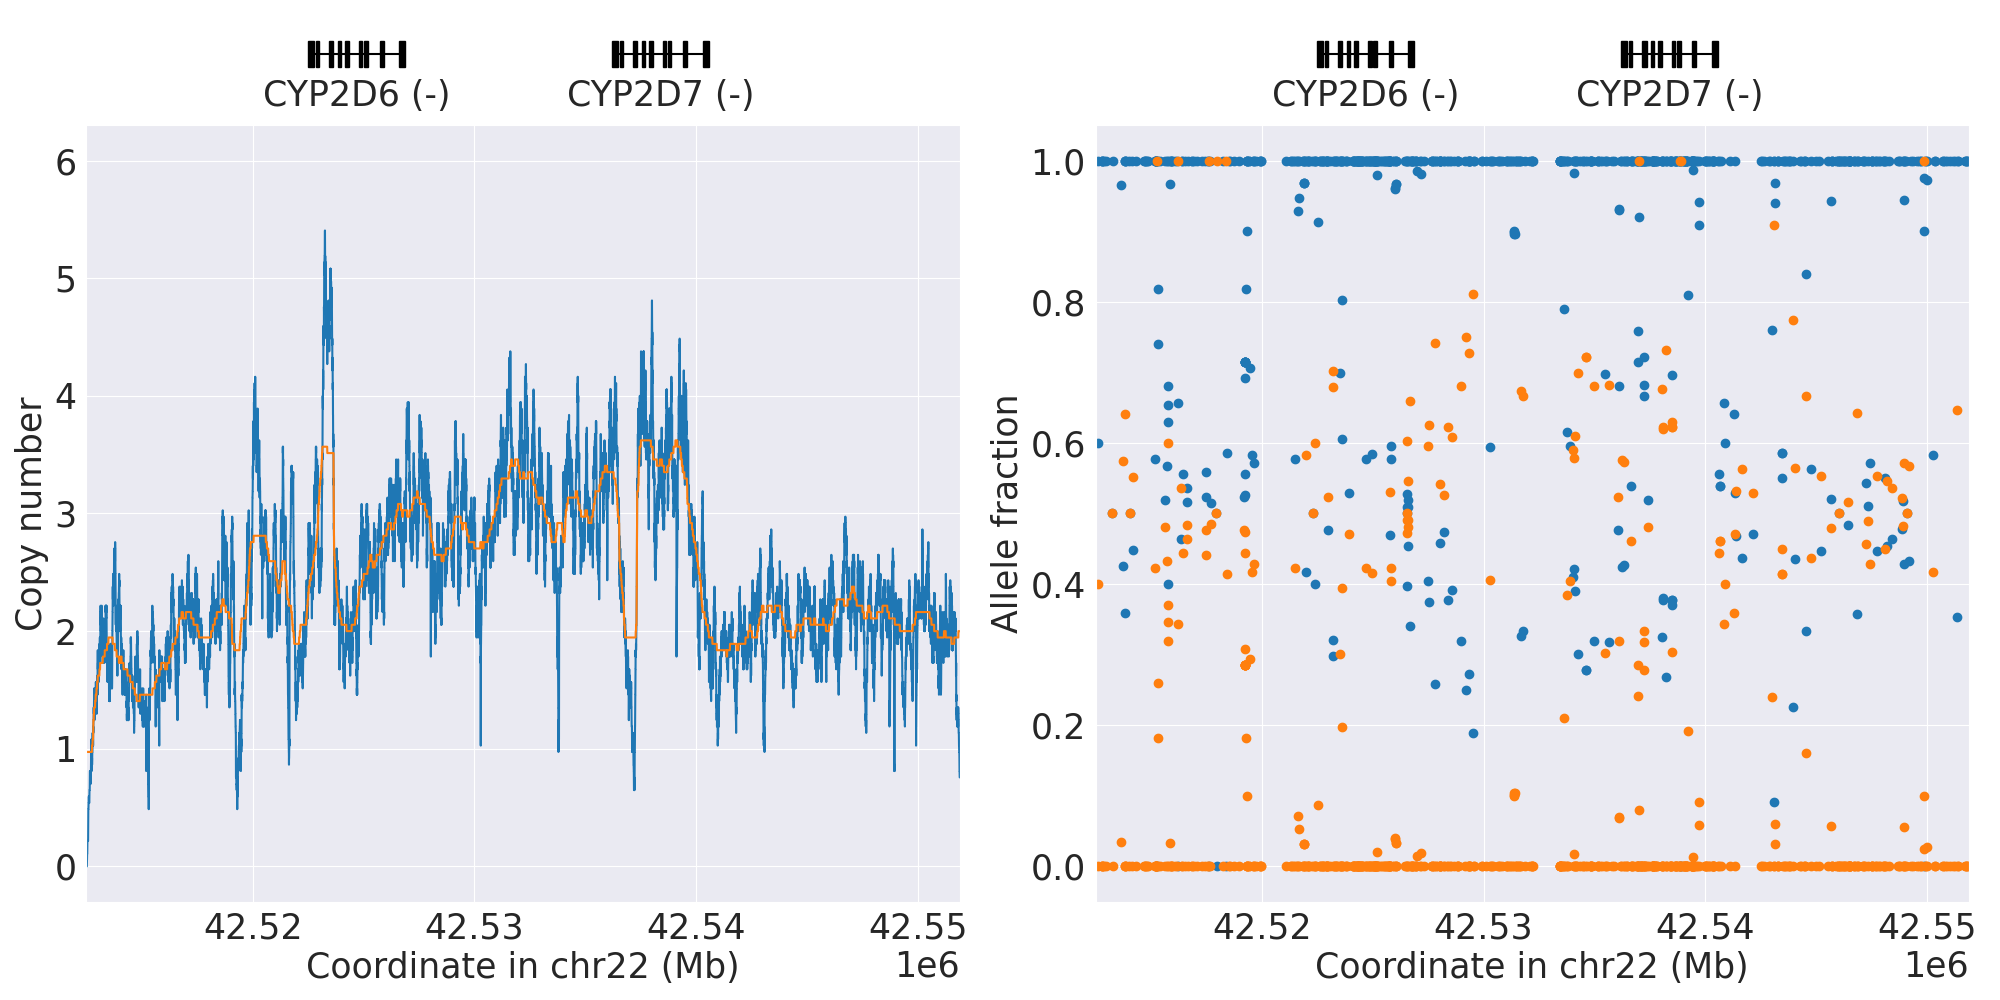 CYP2D6 (-) CYP2D7 (-)
CYP2D6 (-) CYP2D7 (-)
Copy number
6
5
4
3
2
1
0
42.52 42.53 42.54 42.55
Coordinate in chr22 (Mb) 1e6
Allele fraction
1.0
0.8
0.6
0.4
0.2
0.0
42.52 42.53 42.54 42.55
Coordinate in chr22 (Mb) 1e6